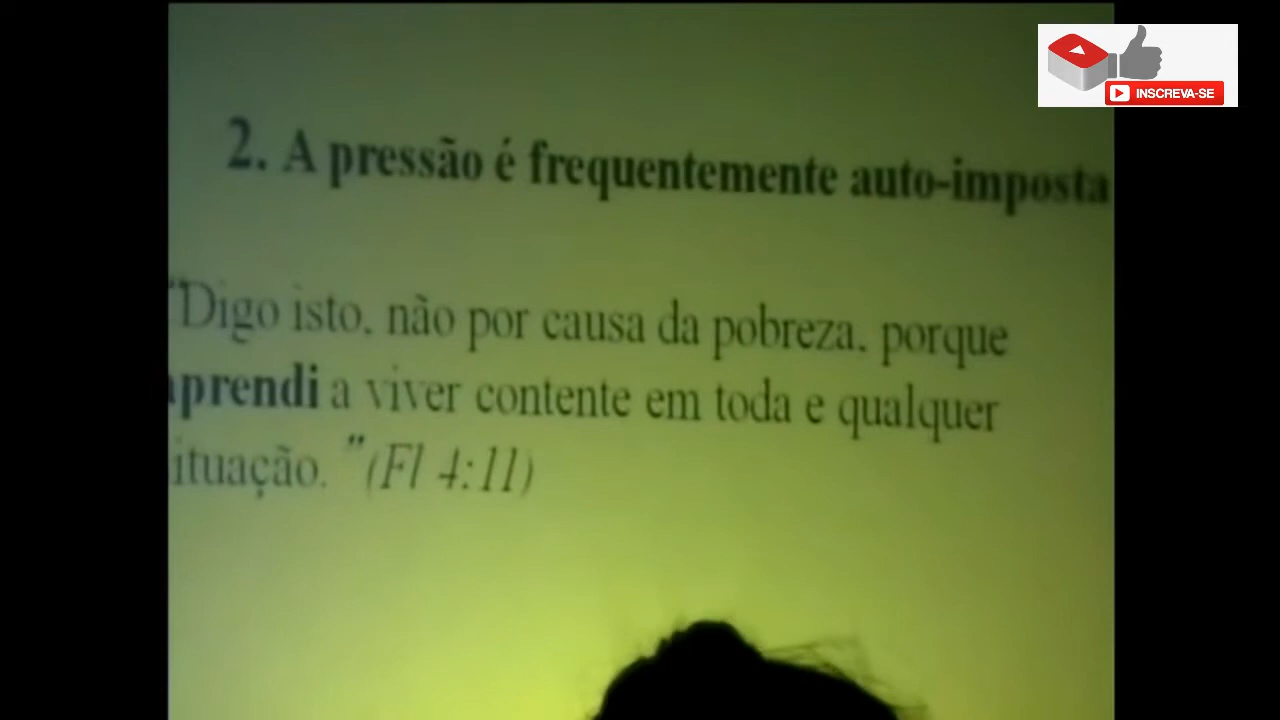 INSCREVA-SE
2. A pressão é frequentemente auto-imposta
"Digo isto, não por causa da pobreza, porque
aprendi a viver contente em toda e qualquer
ituação." (Fl 4:11)